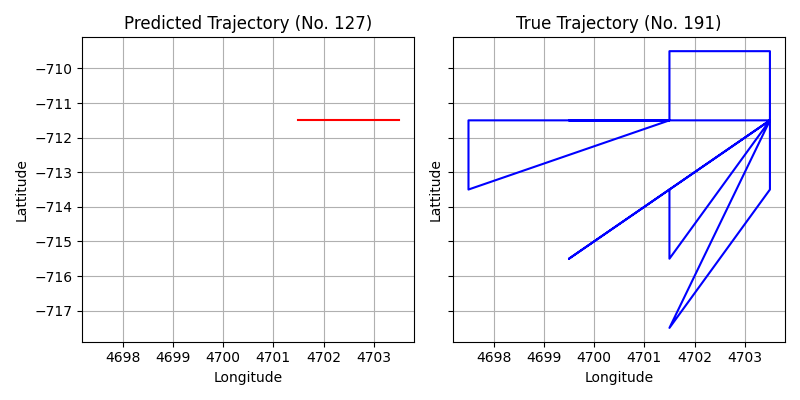 Predicted Trajectory (No. 127)
True Trajectory (No. 191)
Lattitude
−710
−711
−712
−713
−714
−715
−716
−717
4698 4699 4700 4701 4702 4703
Longitude
Lattitude
4698 4699 4700 4701 4702 4703
Longitude